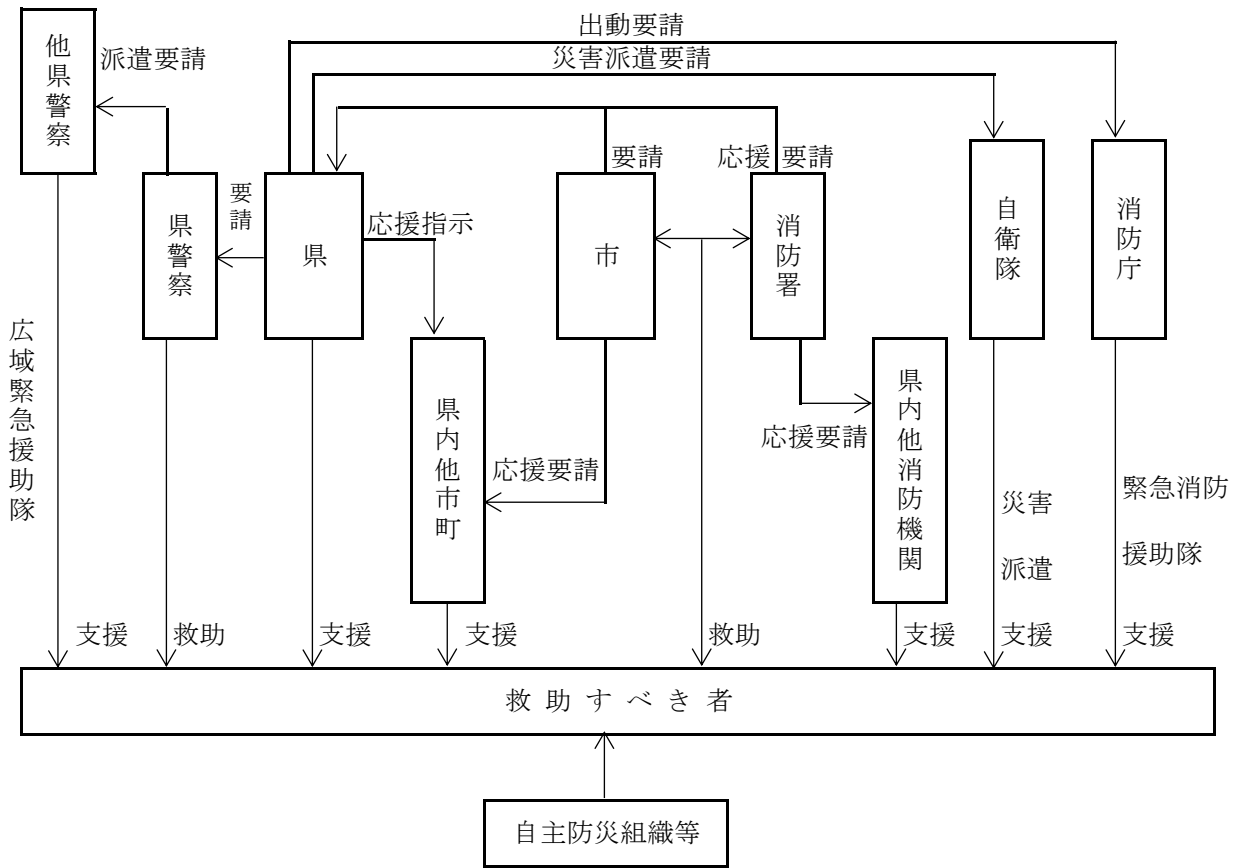 出動要請
災害派遣要請
他県警察
派遣要請
要請
応援 要請
県警察
要請
県
応援指示
市
消防署
自衛隊
消防庁
広域緊急援助隊
県内他市町
応援要請
県内他消防機関
応援要請
災害
派遣
緊急消防
援助隊
支援
救助
支援
支援
救助
支援
支援
支援
救助すべき者
自主防災組織等